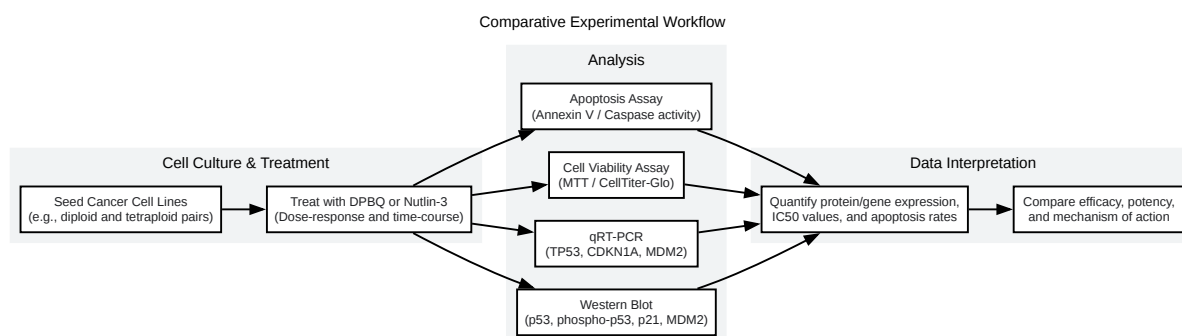 Comparative Experimental Workflow
Analysis
Apoptosis Assay
(Annexin V / Caspase activity)
Cell Culture & Treatment
Data Interpretation
Cell Viability Assay
(MTT / CellTiter-Glo)
Seed Cancer Cell Lines
(e.g., diploid and tetraploid pairs)
Treat with DPBQ or Nutlin-3
(Dose-response and time-course)
Quantify protein/gene expression,
IC50 values, and apoptosis rates
Compare efficacy, potency,
and mechanism of action
qRT-PCR
(TP53, CDKN1A, MDM2)
Western Blot
(p53, phospho-p53, p21, MDM2)